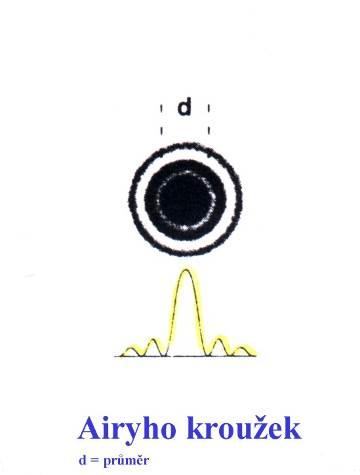 d
Airyho kroužek
d = průměr